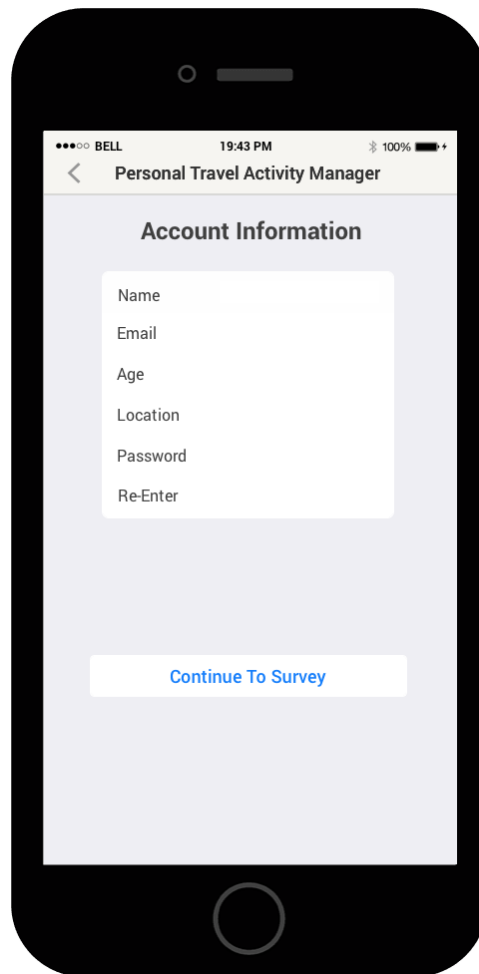 BELL 19:43 PM 100%
Personal Travel Activity Manager
Account Information
Name
Email
Age
Location
Password
Re-Enter
Continue To Survey